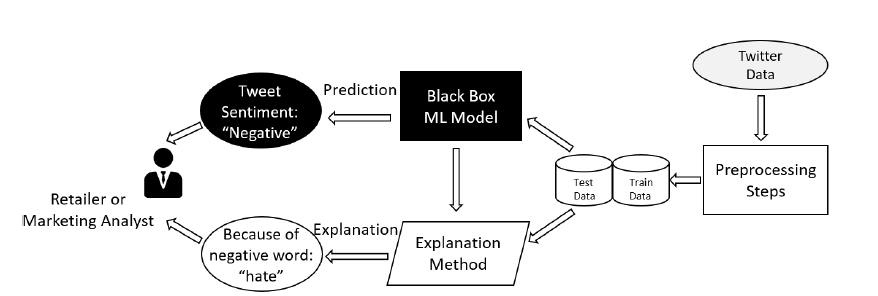 Twitter
Data
Tweet
Sentiment:
“Negative”
Prediction
Black Box
ML Model
Preprocessing
Steps
Test
Data
Train
Data
Retailer or
Marketing Analyst
Because of
negative word:
“hate”
Explanation
Explanation
Method